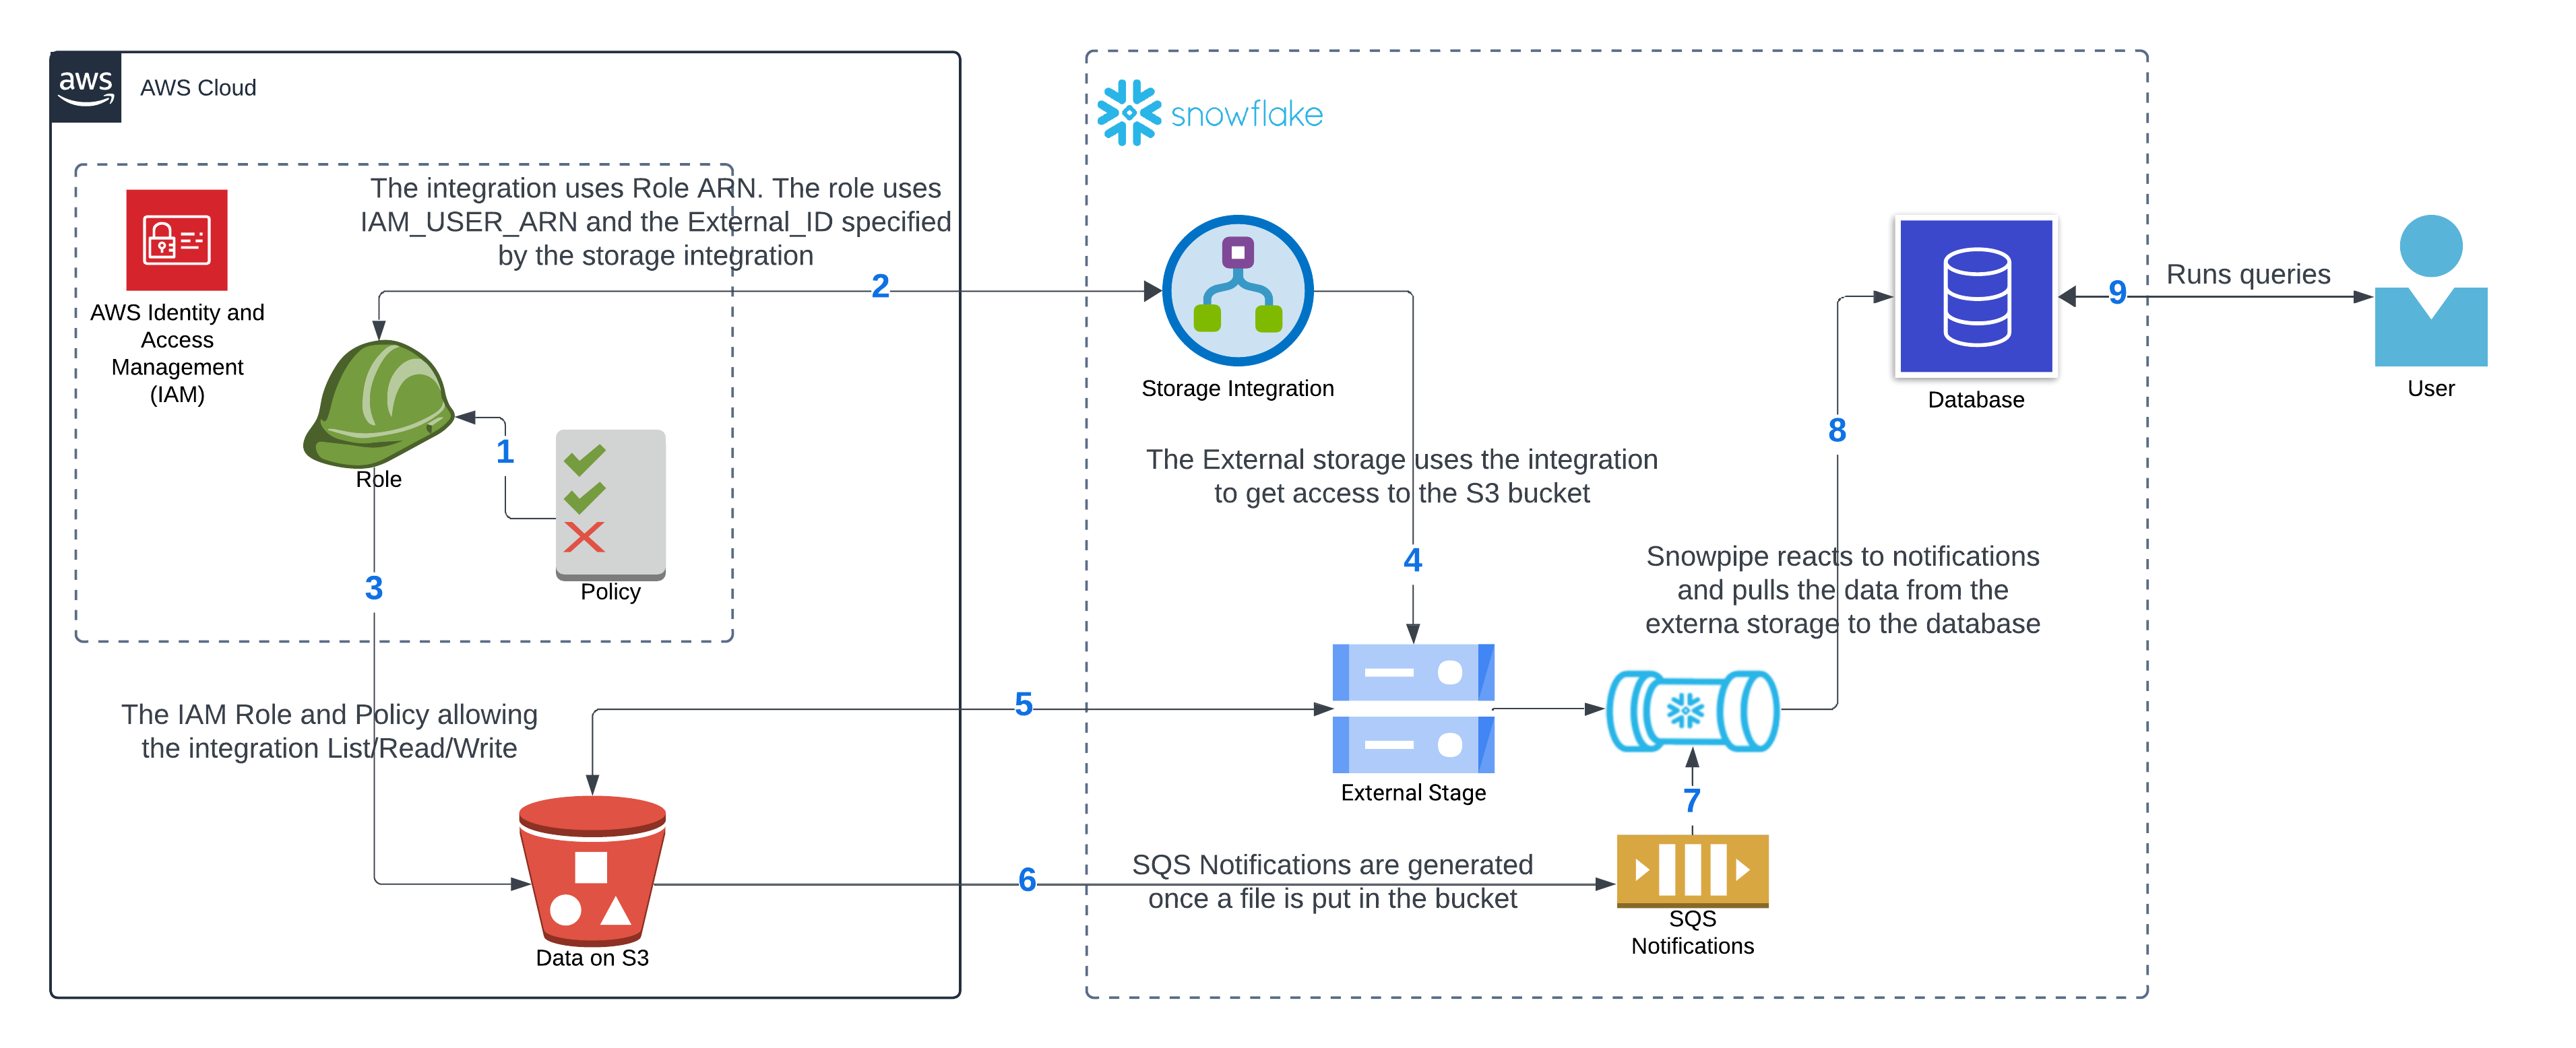 aws
AWS Cloud
AWS Identity and
Access
Management
(IAM)
The integration uses Role ARN. The role uses
IAM_USER_ARN and the External_ID specified
by the storage integration
2
Role
1
Policy
3
The IAM Role and Policy allowing
the integration List/Read/Write
Data on S3
5
6
snowflake
Storage Integration
The External storage uses the integration
to get access to the S3 bucket
4
External Stage
SQS Notifications are generated
once a file is put in the bucket
Snowpipe reacts to notifications
and pulls the data from the
externa storage to the database
7
SQS
Notifications
8
Database
9
Runs queries
User